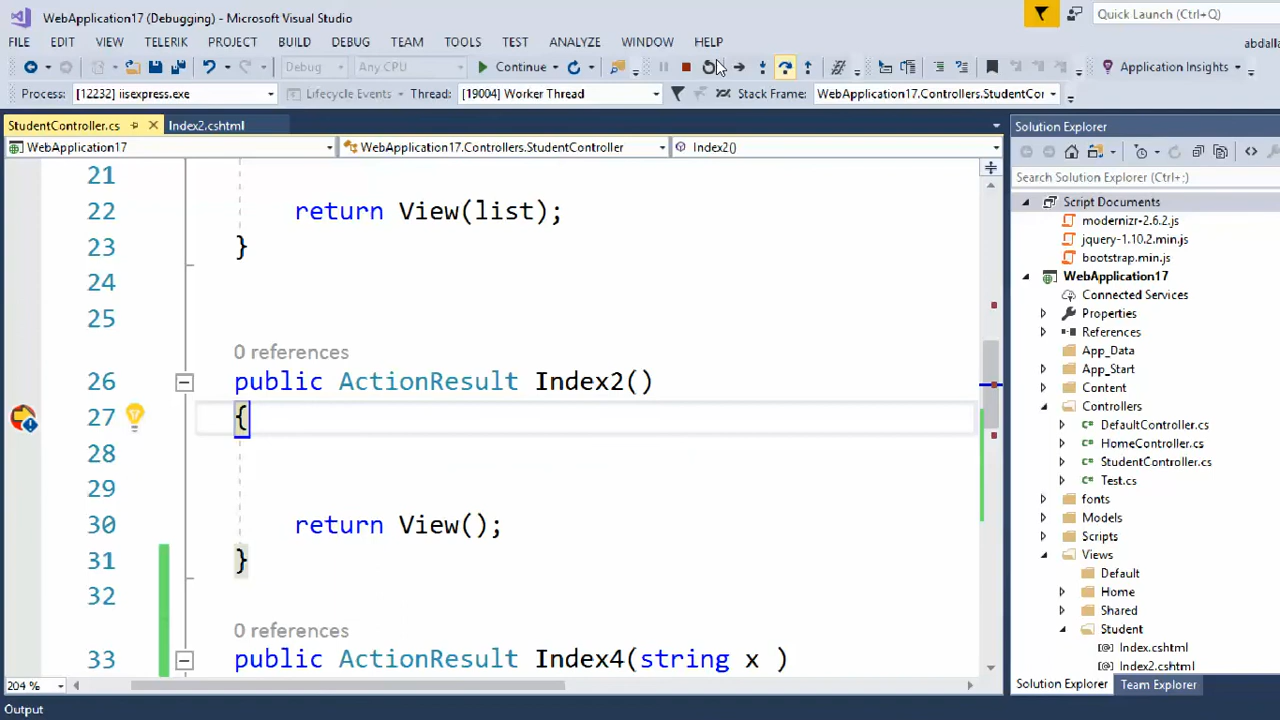 WebApplication17 (Debugging) - Microsoft Visual Studio
Quick Launch (Ctrl+Q)
FILE EDIT VIEW TELERIK PROJECT BUILD DEBUG TEAM TOOLS TEST ANALYZE WINDOW HELP
abdall
Debug Any CPU Continue Application Insights
Process: [12232] iisexpress.exe Lifecycle Events Thread: [19004] Worker Thread Stack Frame: WebApplication17.Controllers.StudentCor
StudentController.cs Index2.cshtml
WebApplication17 WebApplication17.Controllers.StudentController Index2()
21
22 return View(list);
23 }
24
25
0 references
26 public ActionResult Index2()
27 {
28
29
30 return View();
31 }
32
0 references
33 public ActionResult Index4(string x )
204 %
Solution Explorer
Search Solution Explorer (Ctrl+;)
Script Documents
modernizr-2.6.2.js
jquery-1.10.2.min.js
bootstrap.min.js
WebApplication17
Connected Services
Properties
References
App_Data
App_Start
Content
Controllers
DefaultController.cs
HomeController.cs
StudentController.cs
Test.cs
fonts
Models
Scripts
Views
Default
Home
Shared
Student
Index.cshtml
Index2.cshtml
Solution Explorer Team Explorer
Output